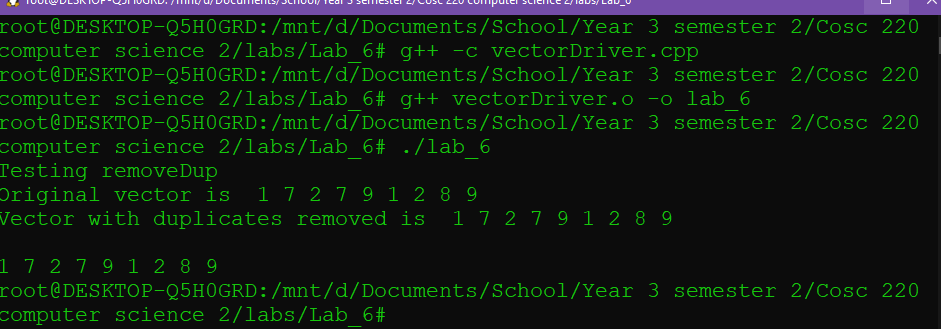 root@DESKTOP-Q5H0GRD: /mnt/d/Documents/School/Year 3 semester 2/Cosc 220 computer science 2/labs/Lab_6
root@DESKTOP-Q5H0GRD:/mnt/d/Documents/School/Year 3 semester 2/Cosc 220
computer science 2/labs/Lab_6# g++ -c vectorDriver.cpp
root@DESKTOP-Q5H0GRD:/mnt/d/Documents/School/Year 3 semester 2/Cosc 220
computer science 2/labs/Lab_6# g++ vectorDriver.o -o lab_6
root@DESKTOP-Q5H0GRD:/mnt/d/Documents/School/Year 3 semester 2/Cosc 220
computer science 2/labs/Lab_6# ./lab_6
Testing removeDup
Original vector is  1 7 2 7 9 1 2 8 9
Vector with duplicates removed is  1 7 2 7 9 1 2 8 9
1 7 2 7 9 1 2 8 9
root@DESKTOP-Q5H0GRD:/mnt/d/Documents/School/Year 3 semester 2/Cosc 220
computer science 2/labs/Lab_6#